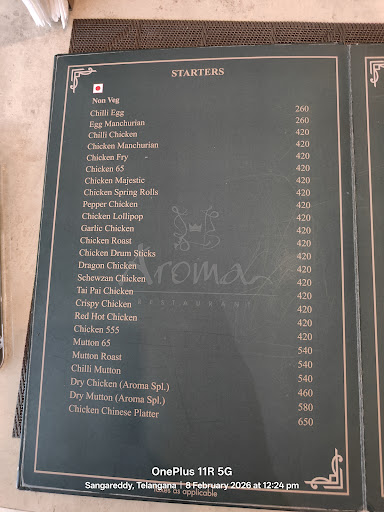 STARTERS
Non Veg
Chilli Egg 260
Egg Manchurian 260
Chilli Chicken 420
Chicken Manchurian 420
Chicken Fry - 420
Chicken 65 420
Chicken Majestic 420
Chicken Spring Rolls 420
Pepper Chicken 420
Chicken Lollipop 420
Garlic Chicken 420
Chicken Roast 420
Chicken Drum Sticks 420
Dragon Chicken 420
Schewzan Chicken 420
Tai Pai Chicken 420
Crispy Chicken 420
Red Hot Chicken 420
Chicken 555 420
Mutton 65 540
Mutton Roast 540
Chilli Mutton 540
Dry Chicken (Aroma Spl.) 460
Dry Mutton (Aroma Spl.) 580
Chicken Chinese Platter 650
Aroma
RESTAURANT
OnePlus 11R 5G
Sangareddy, Telangana | 8 February 2026 at 12:24 pm
Taxes as applicable